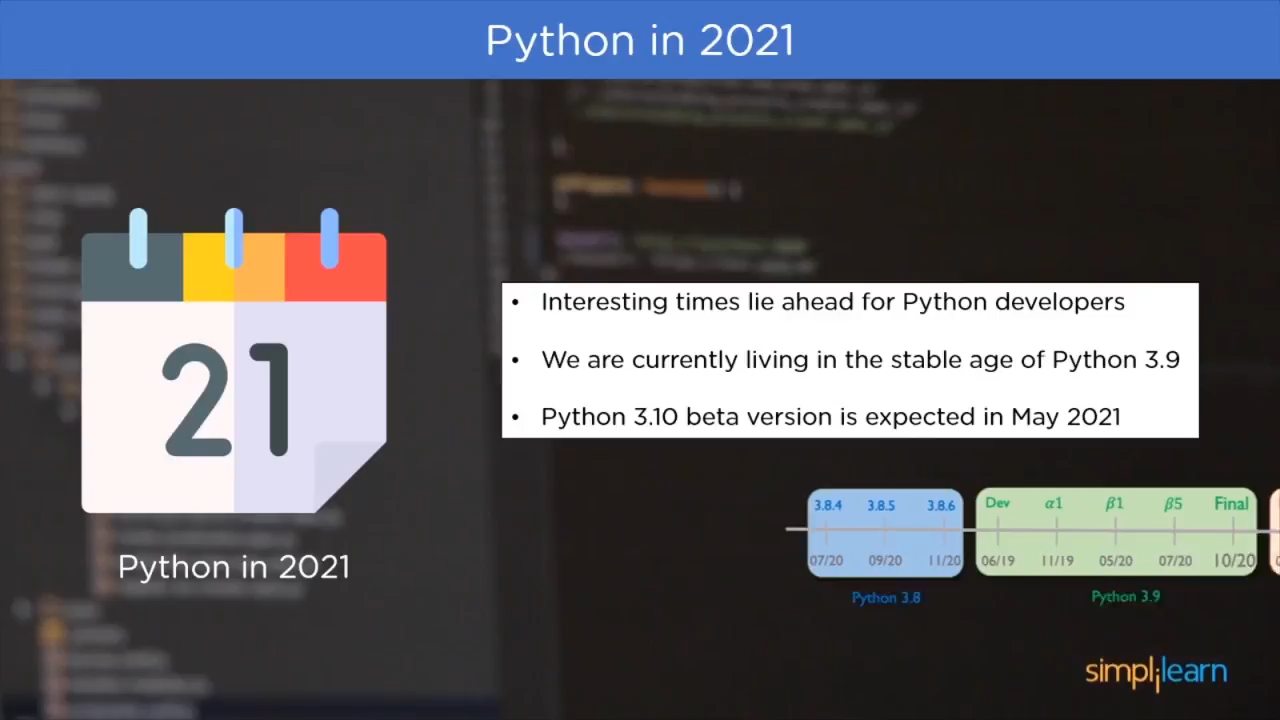 Python in 2021
21
• Interesting times lie ahead for Python developers
• We are currently living in the stable age of Python 3.9
• Python 3.10 beta version is expected in May 2021
3.8.4 3.8.5 3.8.6 Dev α1 β1 β5 Final
07/20 09/20 11/20 06/19 11/19 05/20 07/20 10/20
Python in 2021
Python 3.8 Python 3.9
simplilearn